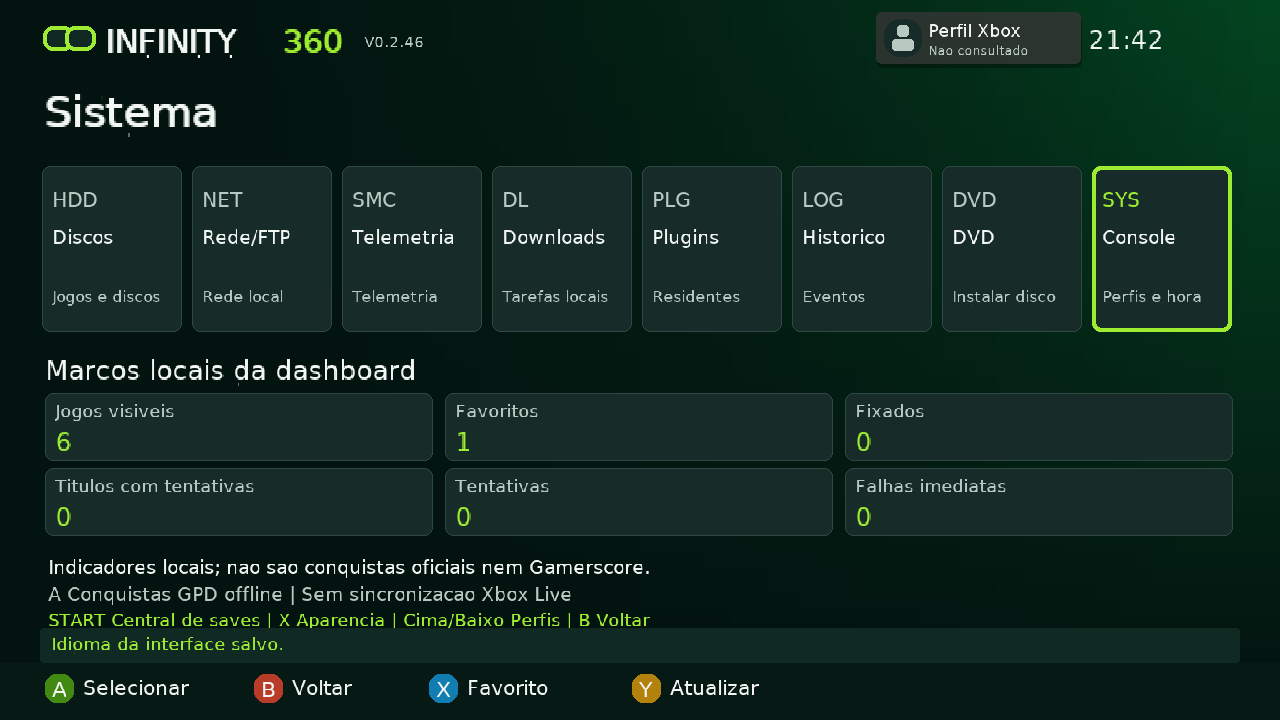 INFINITY 360 V0.2.46
Perfil Xbox
Nao consultado
21:42
Sistema
HDD
Discos
Jogos e discos
NET
Rede/FTP
Rede local
SMC
Telemetria
Telemetria
DL
Downloads
Tarefas locais
PLG
Plugins
Residentes
LOG
Historico
Eventos
DVD
DVD
Instalar disco
SYS
Console
Perfis e hora
Marcos locais da dashboard
Jogos visiveis
6
Favoritos
1
Fixados
0
Titulos com tentativas
0
Tentativas
0
Falhas imediatas
0
Indicadores locais; nao sao conquistas oficiais nem Gamerscore.
A Conquistas GPD offline | Sem sincronizacao Xbox Live
START Central de saves | X Aparencia | Cima/Baixo Perfis | B Voltar
Idioma da interface salvo.
A Selecionar B Voltar X Favorito Y Atualizar